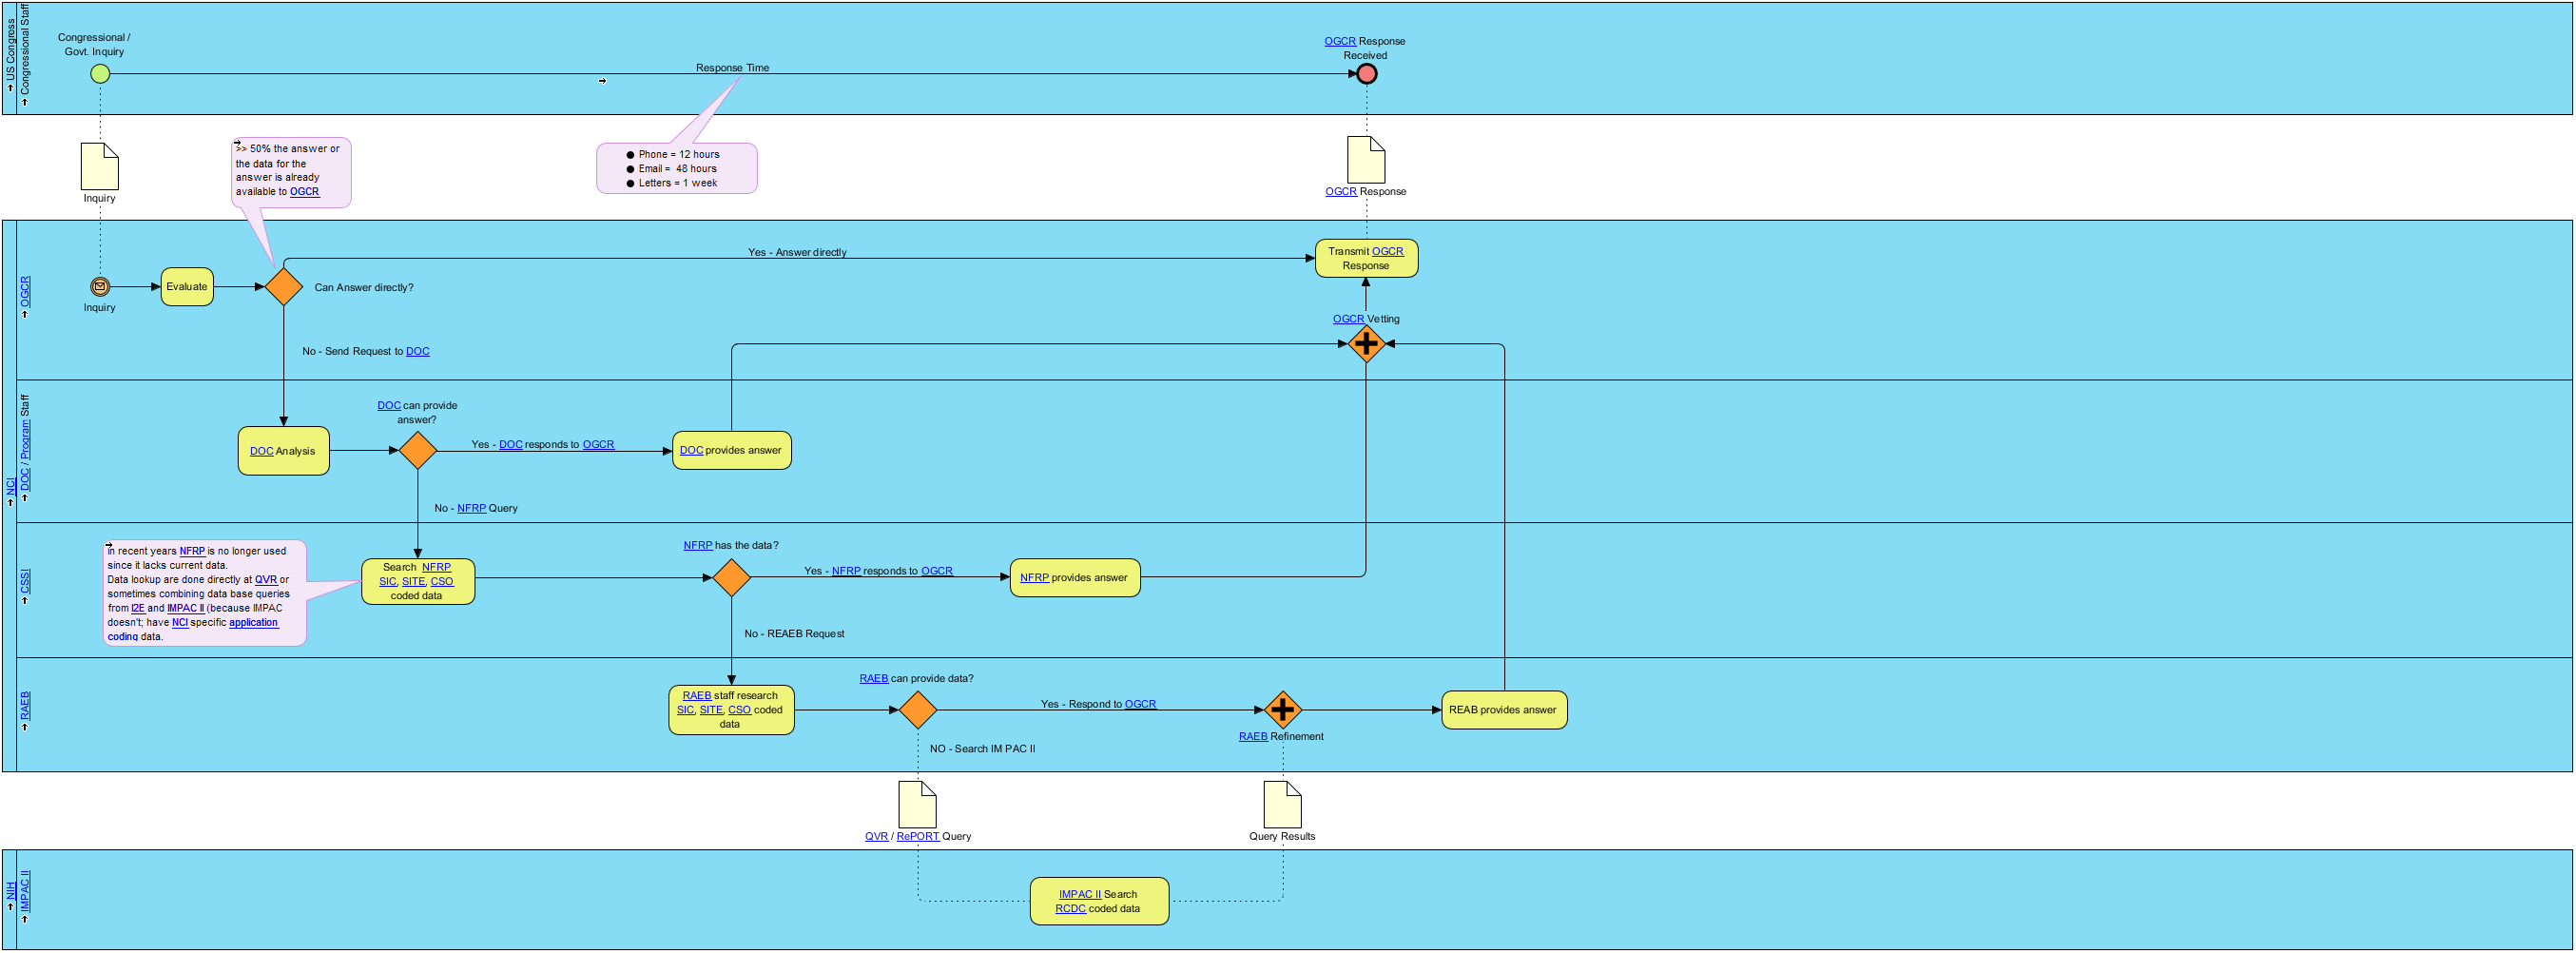 US Congress
Congressional Staff
Congressional /
Govt. Inquiry
Response Time
OGCR Response
Received
Inquiry
>> 50% the answer or
the data for the
answer is already
available to OGCR
Phone = 12 hours
Email = 48 hours
Letters = 1 week
OGCR Response
NCI
OGCR
Inquiry
Evaluate
Can Answer directly?
Yes - Answer directly
Transmit OGCR
Response
OGCR Vetting
No - Send Request to DOC
DOC / Program Staff
DOC Analysis
DOC can provide
answer?
Yes - DOC responds to OGCR
DOC provides answer
No - NFRP Query
CSSI
In recent years NFRP is no longer used
since it lacks current data.
Data lookup are done directly at QVR or
sometimes combining data base queries
from I2E and IMPAC II (because IMPAC
doesn't; have NCI specific application
coding data.
Search NFRP
SIC, SITE, CSO
coded data
NFRP has the data?
Yes - NFRP responds to OGCR
NFRP provides answer
No - REAEB Request
RAEB
RAEB staff research
SIC, SITE, CSO coded
data
RAEB can provide data?
Yes - Respond to OGCR
RAEB Refinement
REAB provides answer
NO - Search IM PAC II
QVR / RePORT Query
Query Results
NIH
IMPAC II
IMPAC II Search
RCDC coded data